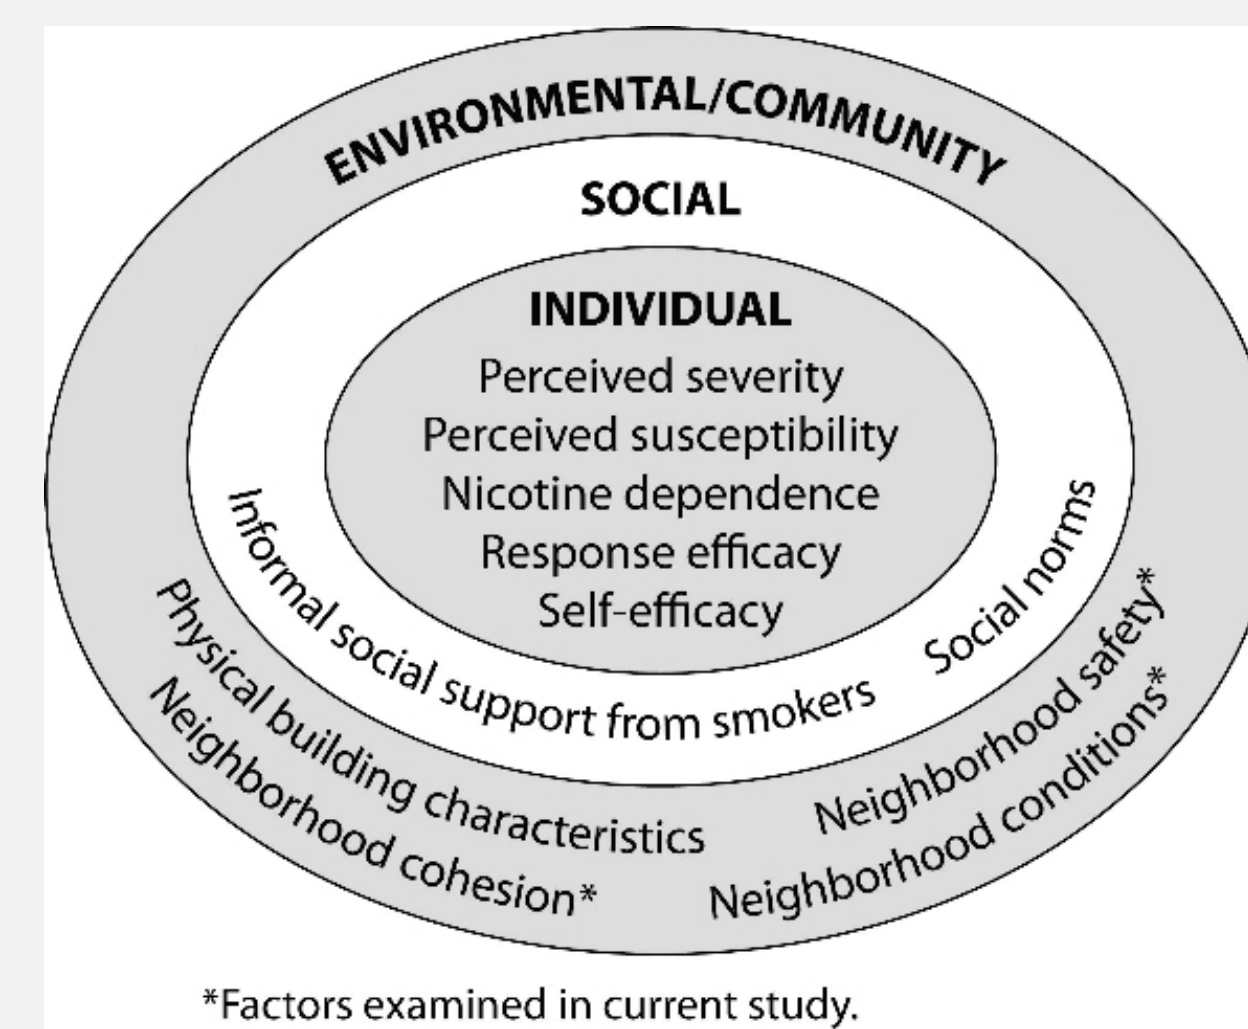 ENVIRONMENTAL/COMMUNITY
SOCIAL
INDIVIDUAL
Perceived severity
Perceived susceptibility
Nicotine dependence
Response efficacy
Self-efficacy
Informal social support from smokers
Social norms
Physical building characteristics
Neighborhood cohesion*
Neighborhood safety*
Neighborhood conditions*
*Factors examined in current study.